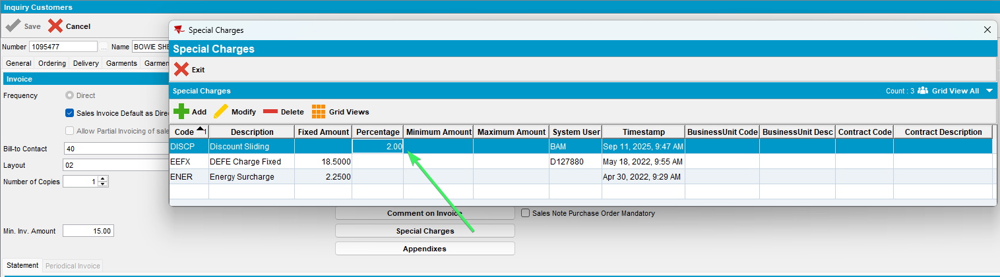 Inquiry Customers
Save Cancel
Number 1095477 ... Name BOWIE SHE
General Ordering Delivery Garments Garmen
Invoice
Frequency Direct
Sales Invoice Default as Direc
Allow Partial Invoicing of sale
Bill-to Contact 40
Layout 02
Number of Copies 1
Min. Inv. Amount 15.00
Special Charges
Special Charges
Exit
Special Charges Count : 3 Grid View All
Add Modify Delete Grid Views
Code 1 Description Fixed Amount Percentage Minimum Amount Maximum Amount System User Timestamp BusinessUnit Code BusinessUnit Desc Contract Code Contract Description
DISCP Discount Sliding 2.00 BAM Sep 11, 2025, 9:47 AM
EEFX DEFE Charge Fixed 18.5000 D127880 May 18, 2022, 9:55 AM
ENER Energy Surcharge 2.2500 Apr 30, 2022, 9:29 AM
Comment on Invoice Sales Note Purchase Order Mandatory
Special Charges
Appendixes
Statement Periodical Invoice